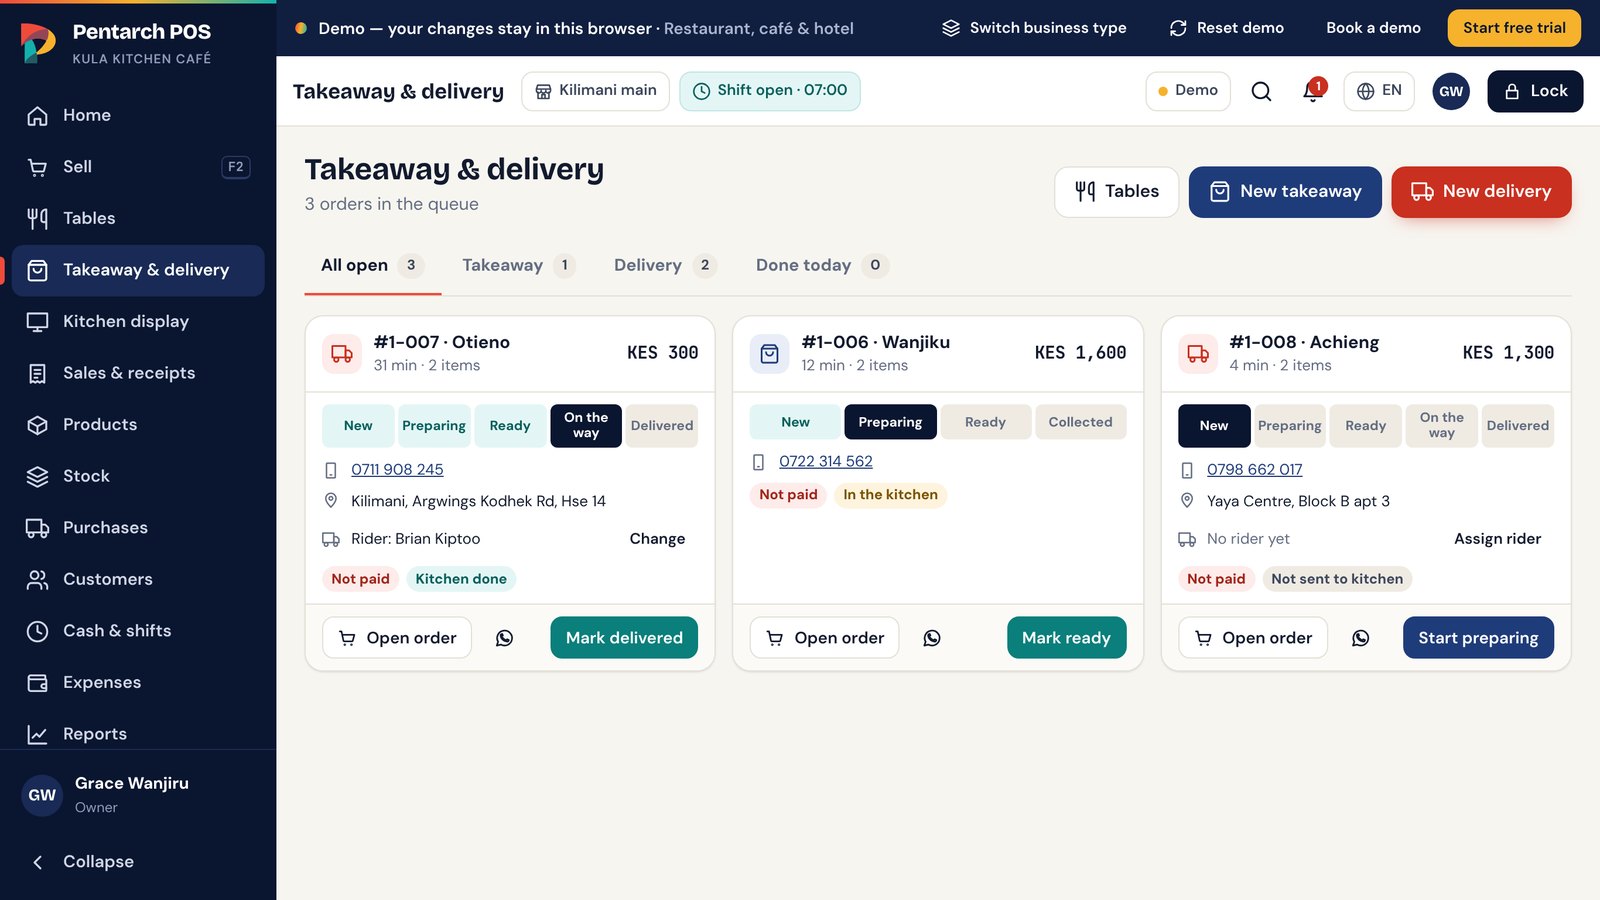 Pentarch POS
KULA KITCHEN CAFÉ
Home
Sell
F2
Tables
Takeaway & delivery
Kitchen display
Sales & receipts
Products
Stock
Purchases
Customers
Cash & shifts
Expenses
Reports
GW
Grace Wanjiru
Owner
Collapse
Demo — your changes stay in this browser · Restaurant, café & hotel
Switch business type
Reset demo
Book a demo
Start free trial
Takeaway & delivery
Kilimani main
Shift open · 07:00
Demo
1
EN
GW
Lock
Takeaway & delivery
3 orders in the queue
Tables
New takeaway
New delivery
All open 3
Takeaway 1
Delivery 2
Done today 0
#1-007 · Otieno
31 min · 2 items
KES 300
New
Preparing
Ready
On the
way
Delivered
0711 908 245
Kilimani, Argwings Kodhek Rd, Hse 14
Rider: Brian Kiptoo
Change
Not paid
Kitchen done
Open order
Mark delivered
#1-006 · Wanjiku
12 min · 2 items
KES 1,600
New
Preparing
Ready
Collected
0722 314 562
Not paid
In the kitchen
Open order
Mark ready
#1-008 · Achieng
4 min · 2 items
KES 1,300
New
Preparing
Ready
On the
way
Delivered
0798 662 017
Yaya Centre, Block B apt 3
No rider yet
Assign rider
Not paid
Not sent to kitchen
Open order
Start preparing